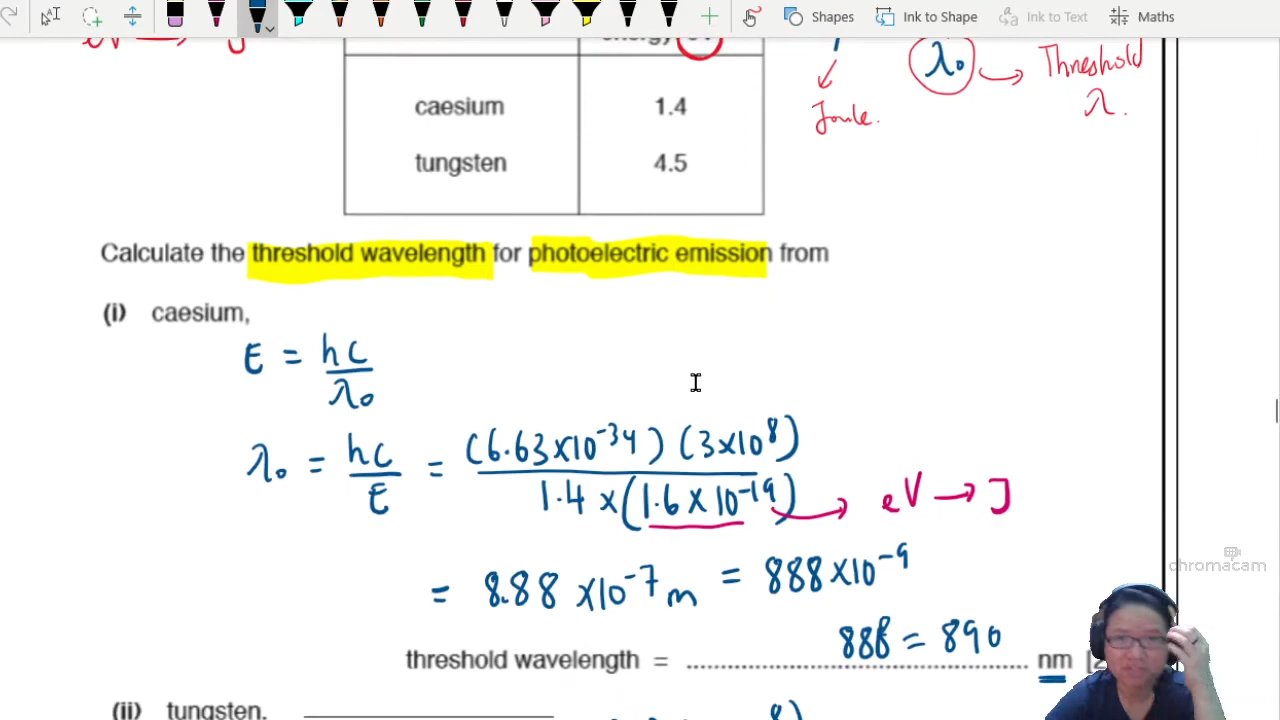 Shapes Ink to Shape Ink to Text Maths
λ₀ → Threshold λ.
Joule.
caesium 1.4
tungsten 4.5
Calculate the threshold wavelength for photoelectric emission from
(i) caesium,
E = hc / λ₀
λ₀ = hc / E = (6.63×10⁻³⁴) (3×10⁸) / 1.4 × (1.6 × 10⁻¹⁹) → eV → J
= 8.88 ×10⁻⁷ m = 888×10⁻⁹
888 = 890
threshold wavelength = ........................ nm
(ii) tungsten.
chromacam